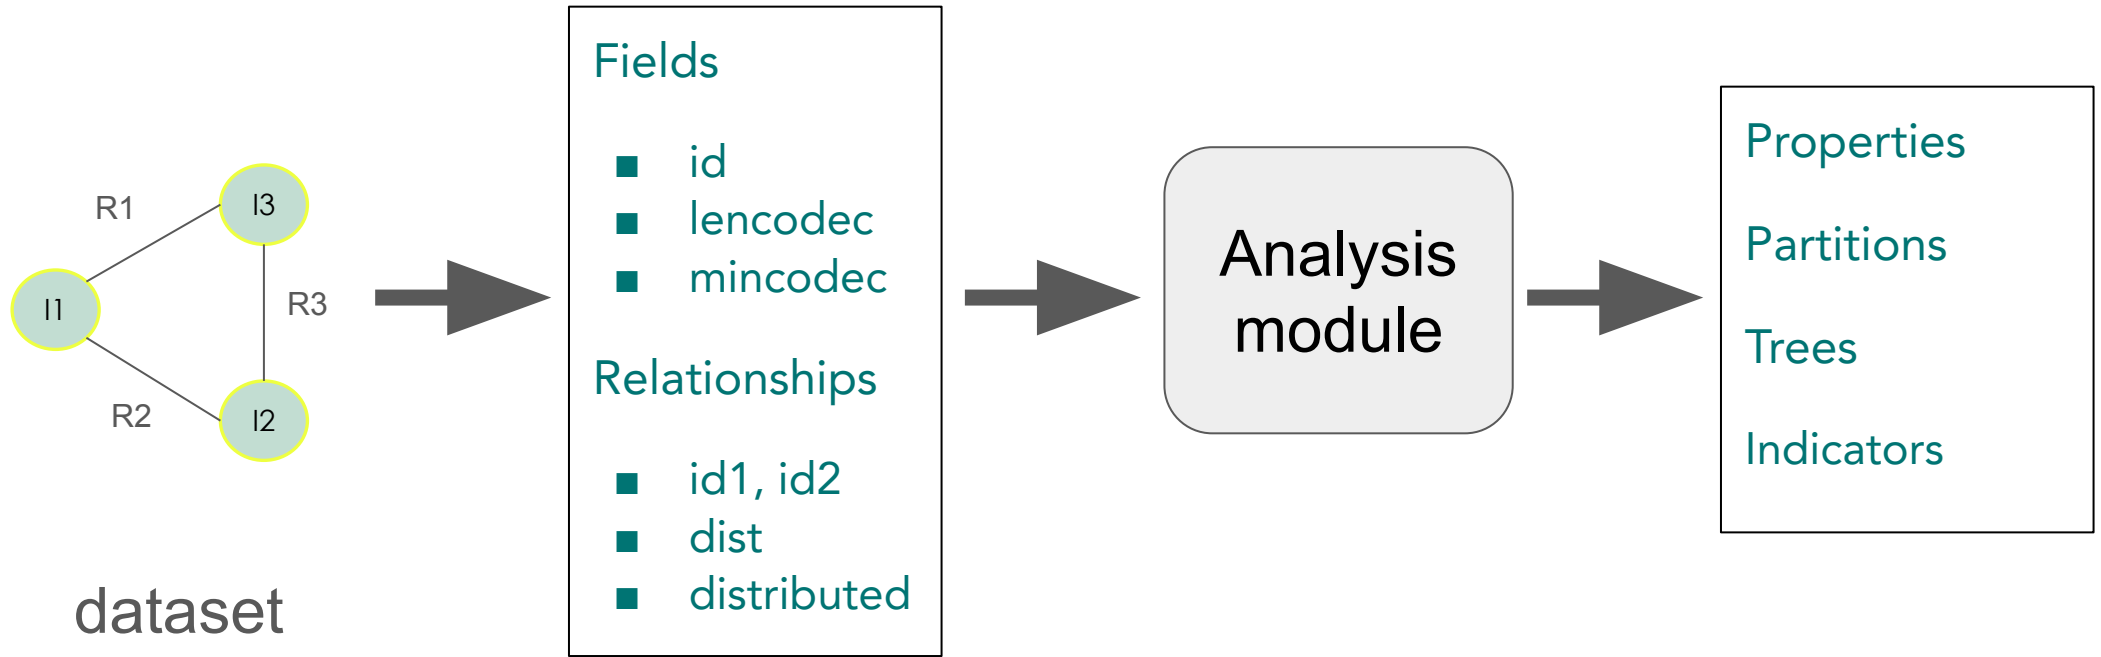 R1
I3
I1
R3
R2
I2
dataset
Fields
■ id
■ lencodec
■ mincodec
Relationships
■ id1, id2
■ dist
■ distributed
Analysis
module
Properties
Partitions
Trees
Indicators